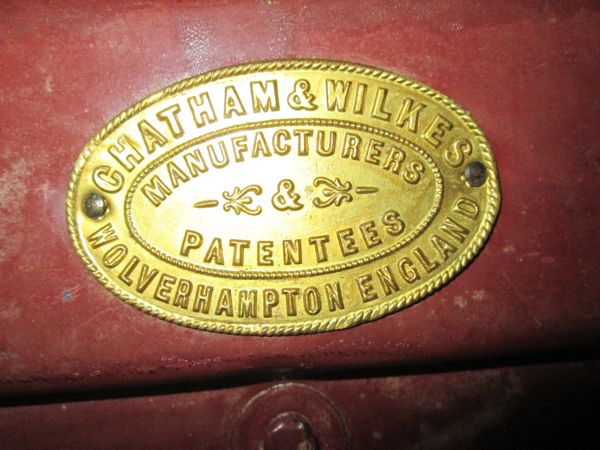 CHATHAM & WILKES
MANUFACTURERS
&
PATENTEES
WOLVERHAMPTON ENGLAND